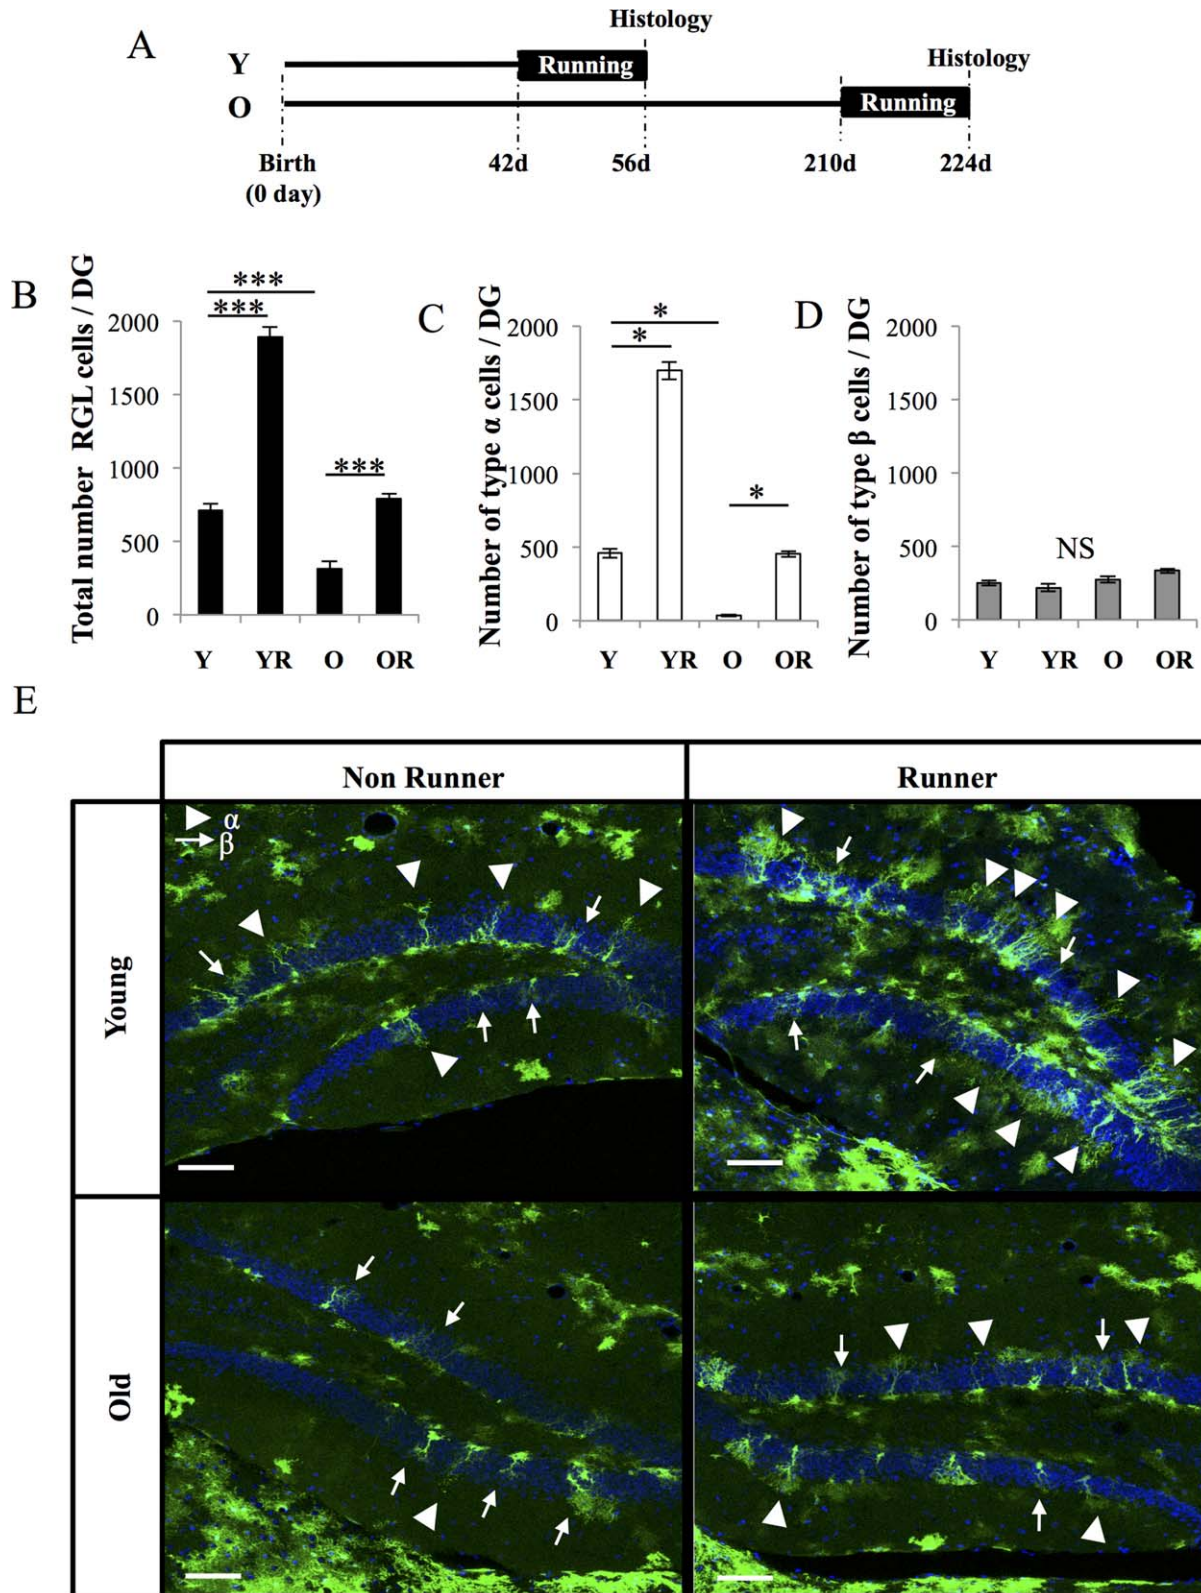 A
Histology
Y Running
Histology
O Running
Birth
(0 day)
42d 56d 210d 224d
B
Total number RGL cells / DG
***
***
***
2000
1500
1000
500
0
Y YR O OR
C
Number of type α cells / DG
*
*
*
2000
1500
1000
500
0
Y YR O OR
D
Number of type β cells / DG
NS
2000
1500
1000
500
0
Y YR O OR
E
Non Runner Runner
Young
α
β
Old